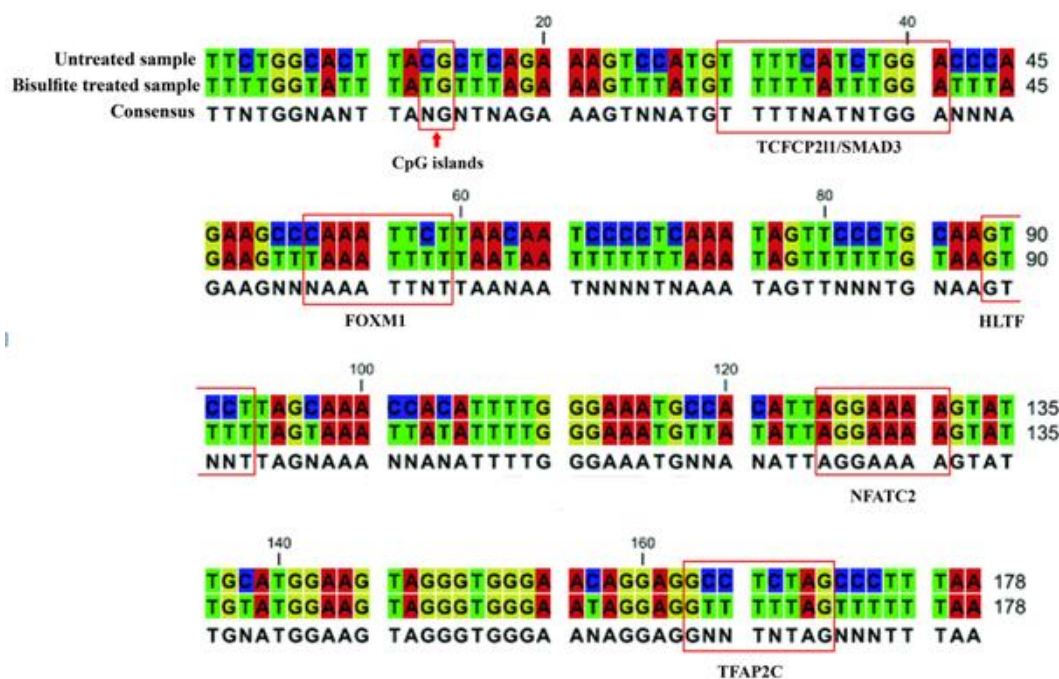 20 40
Untreated sample TTCTGGCACT TACGCTCAGA AAGTCCATGT TTTCATCTGG ACCCA 45
Bisulfite treated sample TTTTGGTATT TATGTTTAGA AAGTTTATGT TTTTATTTGG ATTTA 45
Consensus TTNTGGNANT TANGNTNAGA AAGTNNATGT TTTNATNTGG ANNNA
CpG islands TCFCP2l1/SMAD3
60 80
GAAGCCCAAA TTCTTAACAA TCCCCTCAAA TAGTTCCCTG CAAGT 90
GAAGTTTAAA TTTTTAATAA TTTTTTTAAA TAGTTTTTTG TAAGT 90
GAAGNNNAAA TTNTTAANAA TNNNNTNAAA TAGTTNNNTG NAAGT
FOXM1 HLTF
100 120
CCTTAGCAAA CCACATTTTG GGAAATGCCA CATTAGGAAA AGTAT 135
TTTTAGTAAA TTATATTTTG GGAAATGTTA TATTAGGAAA AGTAT 135
NNTTAGNAAA NNANATTTTG GGAAATGNNA NATTAGGAAA AGTAT
NFATC2
140 160
TGCATGGAAG TAGGGTGGGA ACAGGAGGCC TCTAGCCCTT TAA 178
TGTATGGAAG TAGGGTGGGA ATAGGAGGTT TTTAGTTTTT TAA 178
TGNATGGAAG TAGGGTGGGA ANAGGAGGNN TNTAGNNNTT TAA
TFAP2C